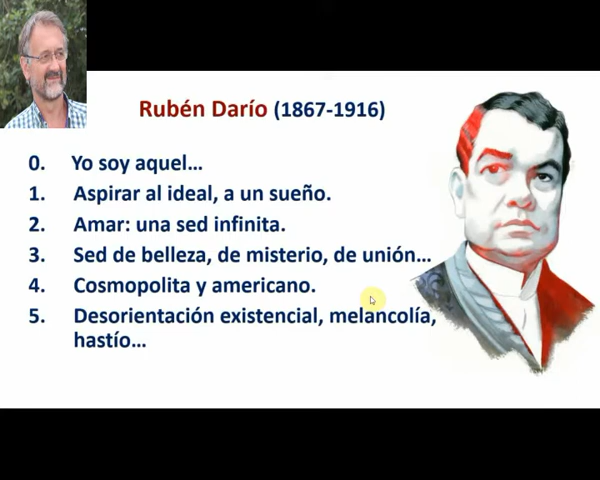 Rubén Darío (1867-1916)
0. Yo soy aquel...
1. Aspirar al ideal, a un sueño.
2. Amar: una sed infinita.
3. Sed de belleza, de misterio, de unión...
4. Cosmopolita y americano.
5. Desorientación existencial, melancolía,
hastío...